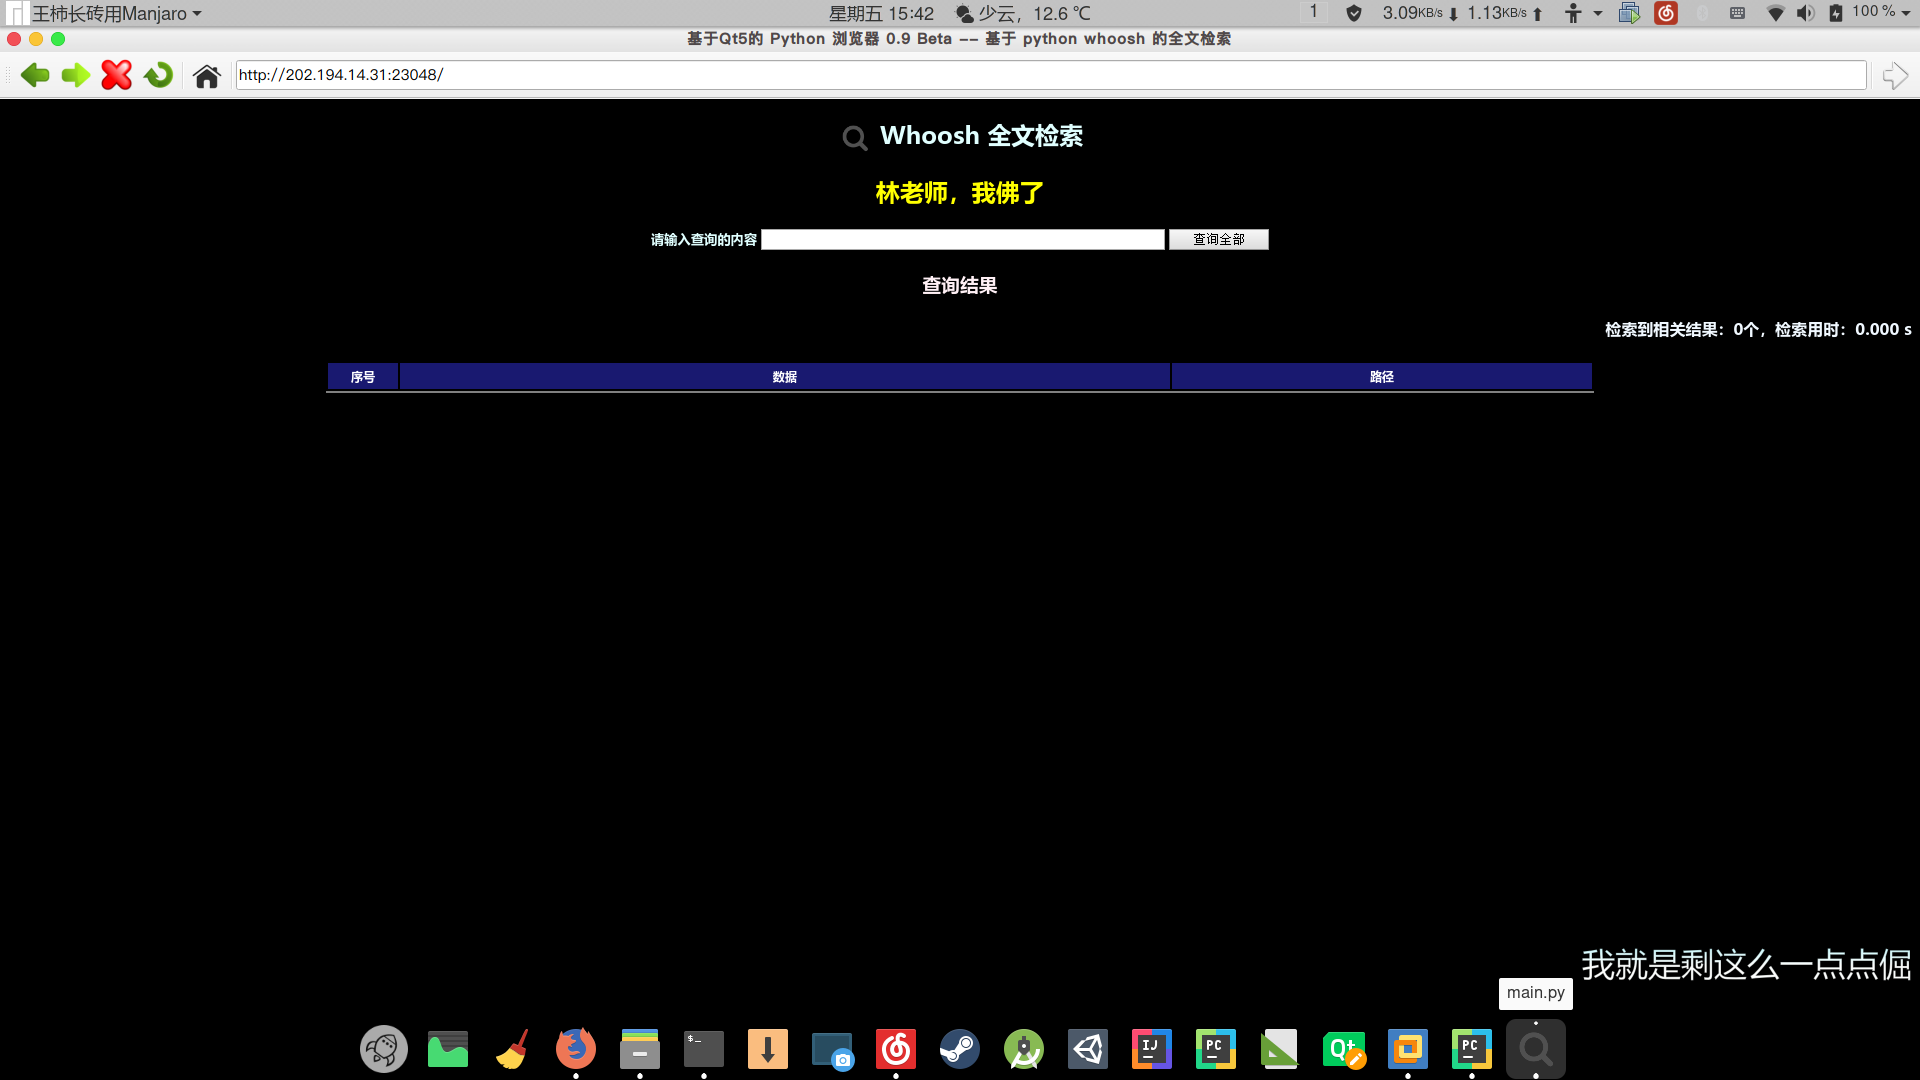 王柿长砖用Manjaro
星期五 15:42 少云，12.6 ℃
1 3.09KB/s 1.13KB/s 100 %
基于Qt5的 Python 浏览器 0.9 Beta -- 基于 python whoosh 的全文检索
http://202.194.14.31:23048/
Whoosh 全文检索
林老师，我佛了
请输入查询的内容 查询全部
查询结果
检索到相关结果：0个，检索用时：0.000 s
序号 数据 路径
我就是剩这么一点点倔
main.py
$_
IJ PC Qt PC